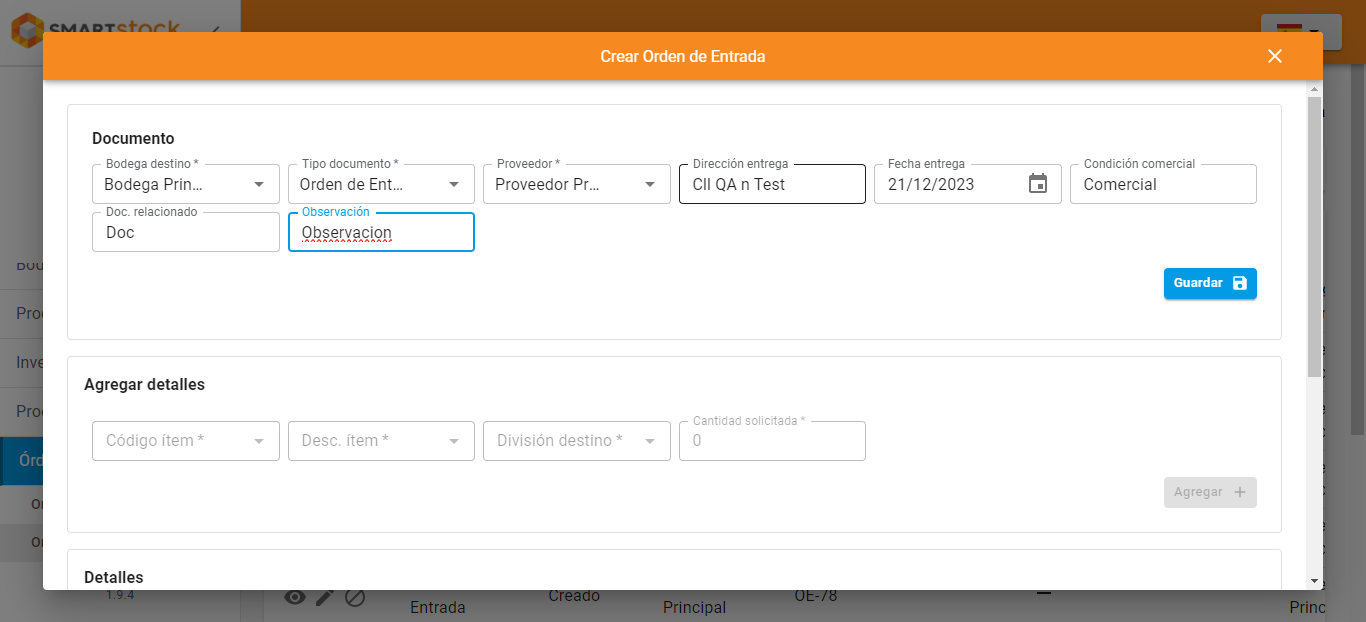 SMARTstock
Crear Orden de Entrada
Documento
Bodega destino *
Bodega Prin...
Tipo documento *
Orden de Ent...
Proveedor *
Proveedor Pr...
Dirección entrega
Cll QA n Test
Fecha entrega
21/12/2023
Condición comercial
Comercial
Doc. relacionado
Doc
Observación
Observacion
Guardar
Agregar detalles
Código ítem *
Desc. ítem *
División destino *
Cantidad solicitada *
0
Agregar
Detalles
Proc
Inve
Proc
Órd
1.9.4
Entrada
Creado
Principal
OE-78
Princ